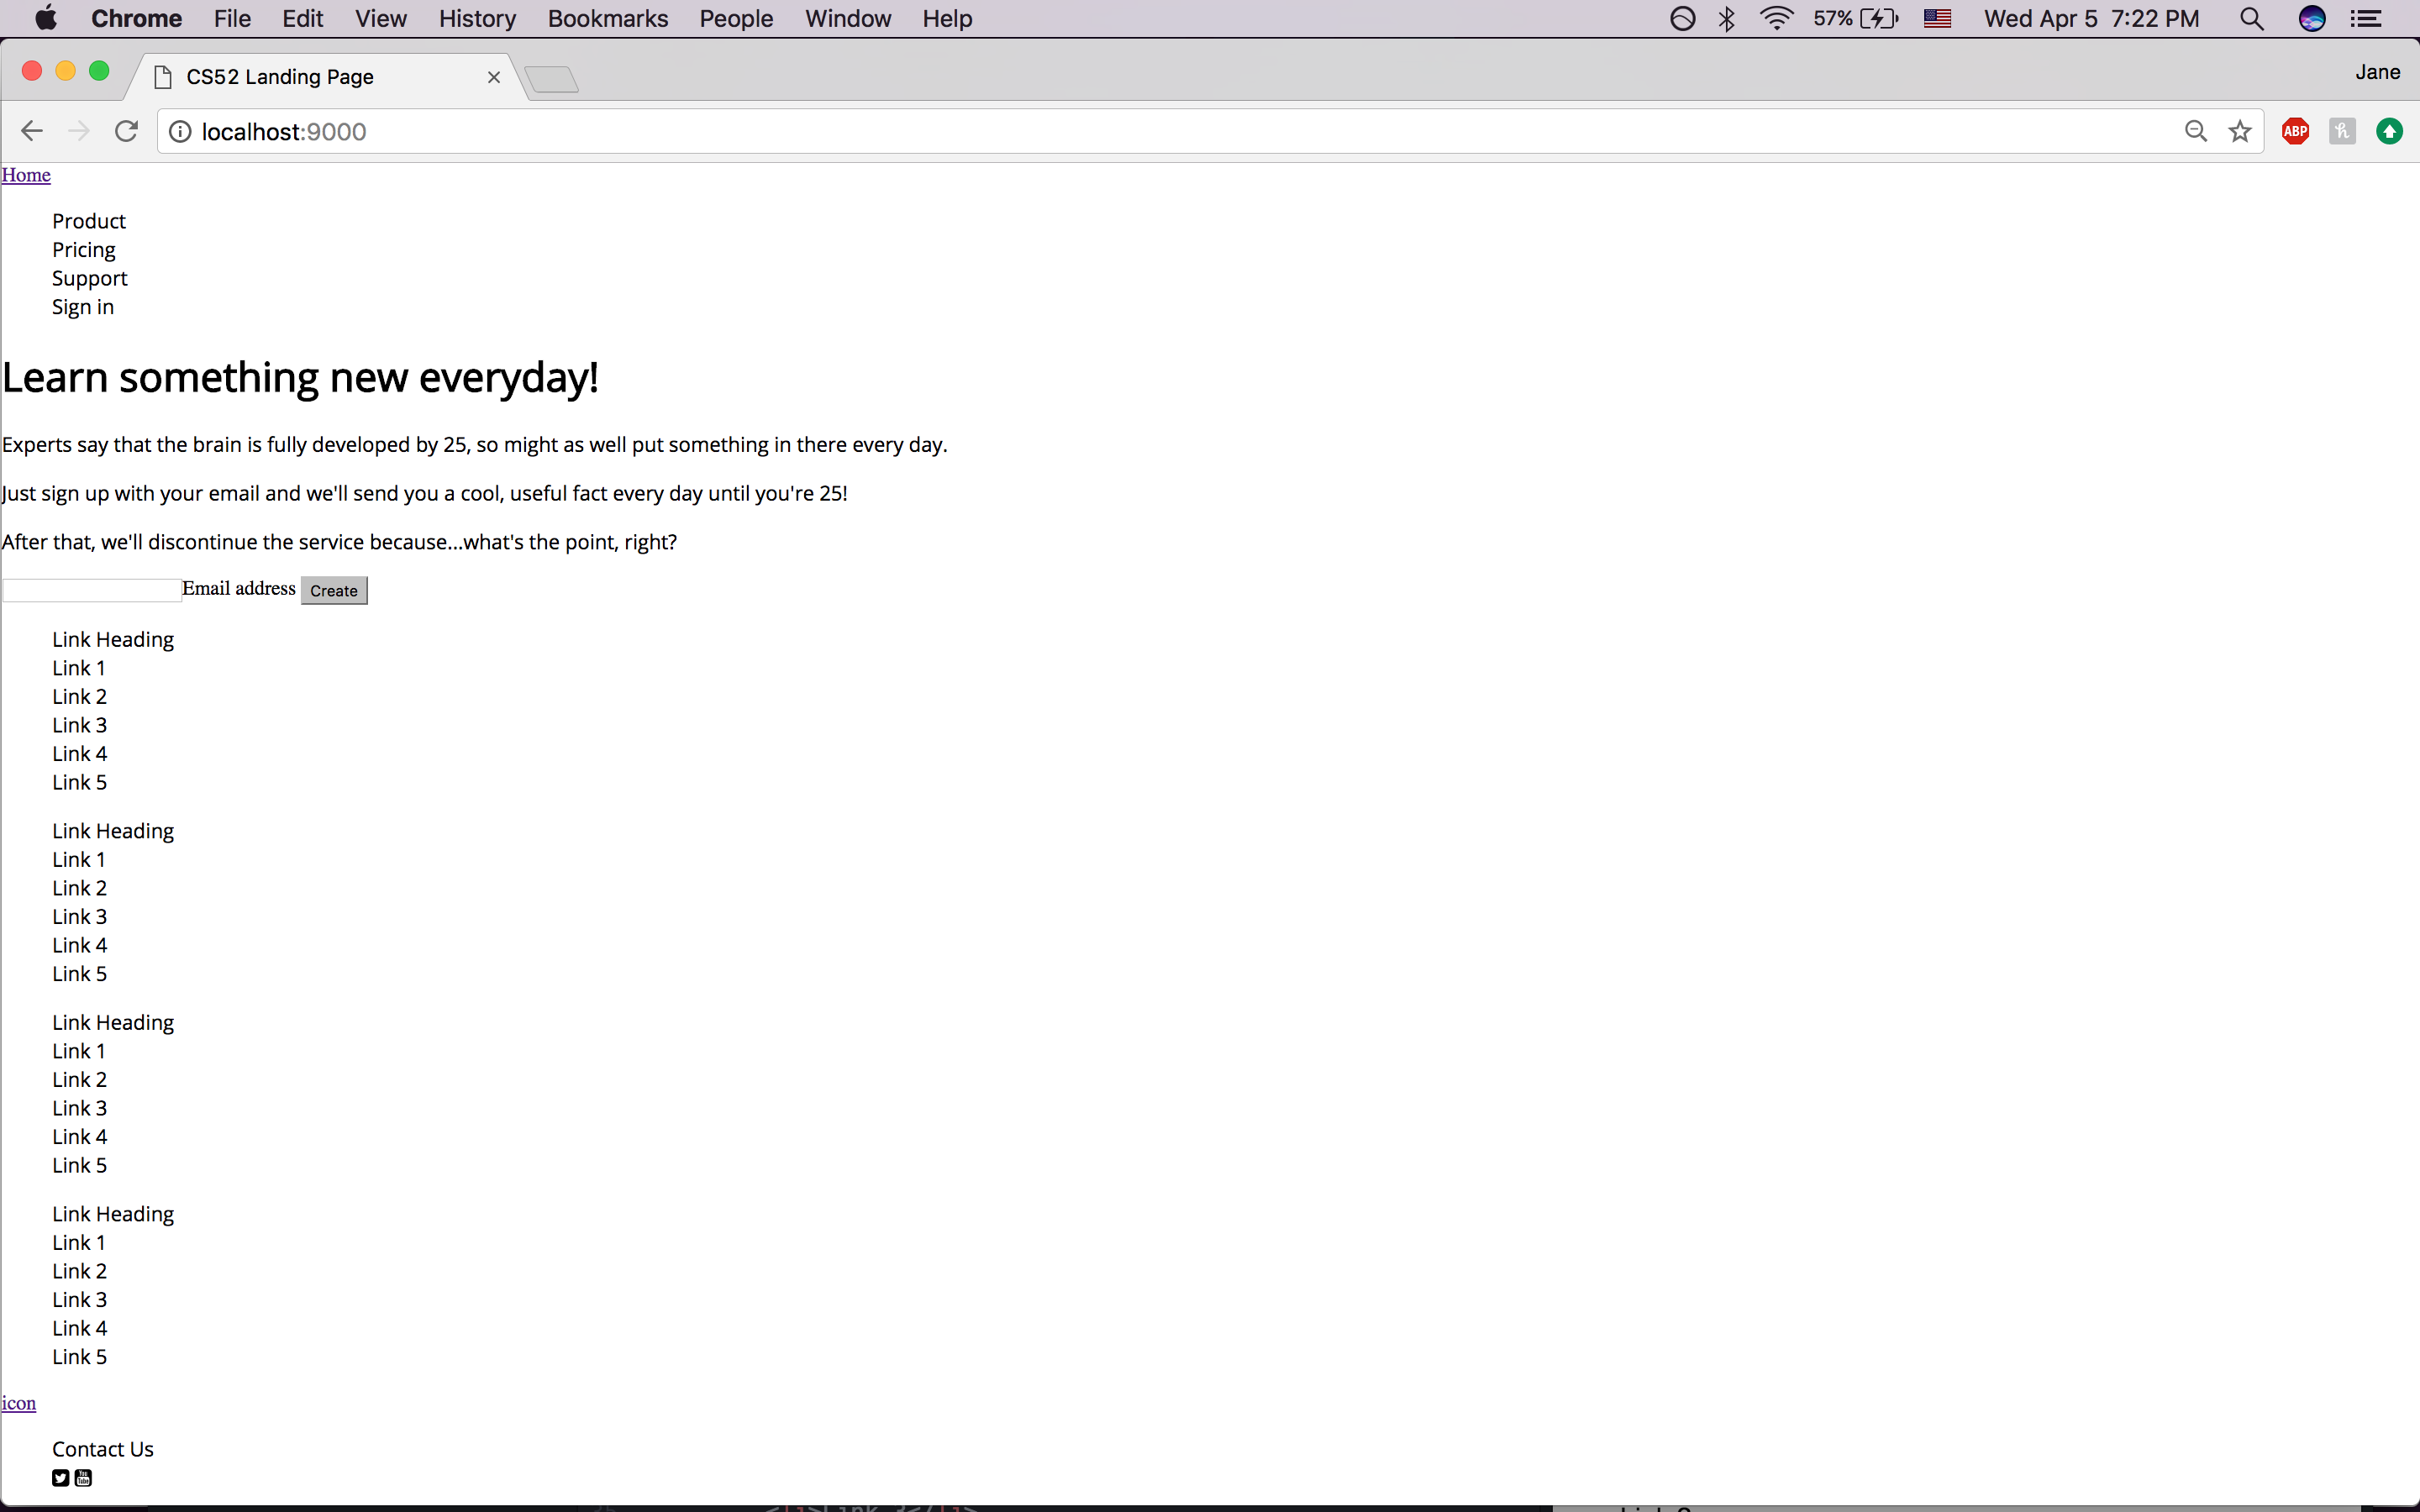 Chrome File Edit View History Bookmarks People Window Help 57% Wed Apr 5 7:22 PM
CS52 Landing Page Jane
localhost:9000 ABP
Home
Product
Pricing
Support
Sign in
Learn something new everyday!
Experts say that the brain is fully developed by 25, so might as well put something in there every day.
Just sign up with your email and we'll send you a cool, useful fact every day until you're 25!
After that, we'll discontinue the service because...what's the point, right?
Email address Create
Link Heading
Link 1
Link 2
Link 3
Link 4
Link 5
Link Heading
Link 1
Link 2
Link 3
Link 4
Link 5
Link Heading
Link 1
Link 2
Link 3
Link 4
Link 5
Link Heading
Link 1
Link 2
Link 3
Link 4
Link 5
icon
Contact Us
You Tube